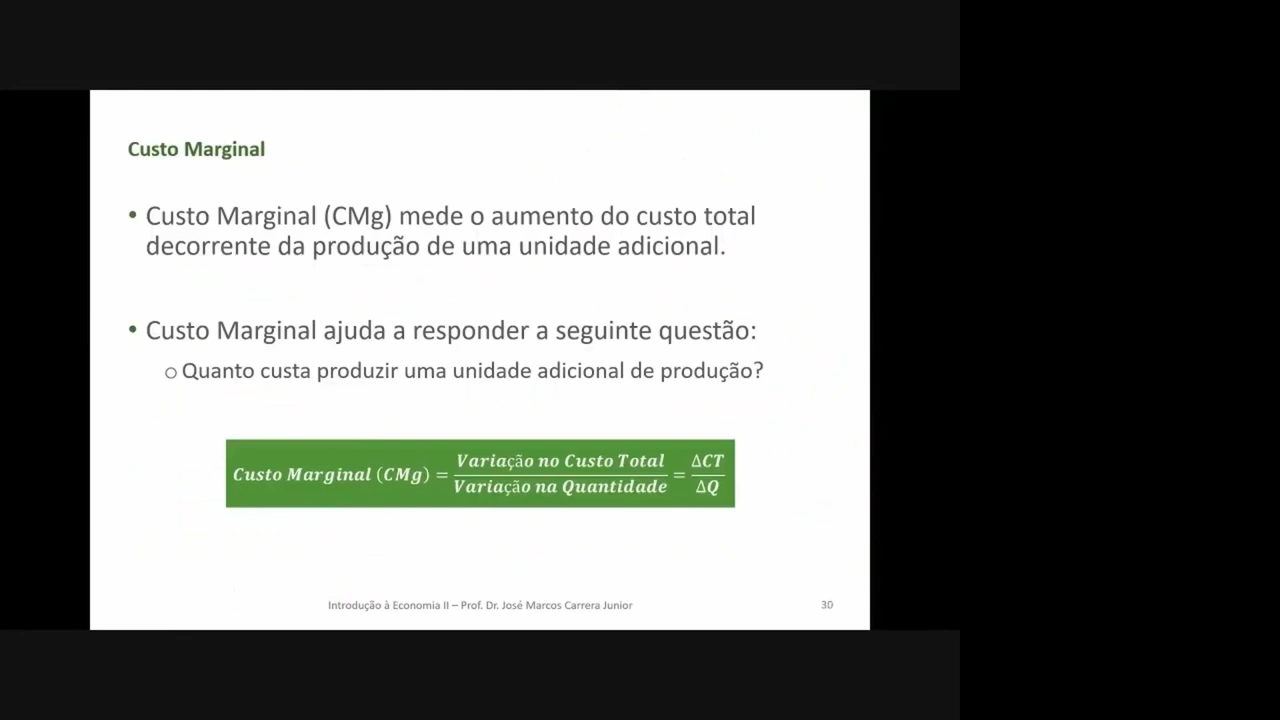 Custo Marginal
• Custo Marginal (CMg) mede o aumento do custo total
decorrente da produção de uma unidade adicional.
• Custo Marginal ajuda a responder a seguinte questão:
o Quanto custa produzir uma unidade adicional de produção?
Custo Marginal (CMg) = Variação no Custo Total / Variação na Quantidade = ΔCT / ΔQ
Introdução à Economia II – Prof. Dr. José Marcos Carrera Junior
30